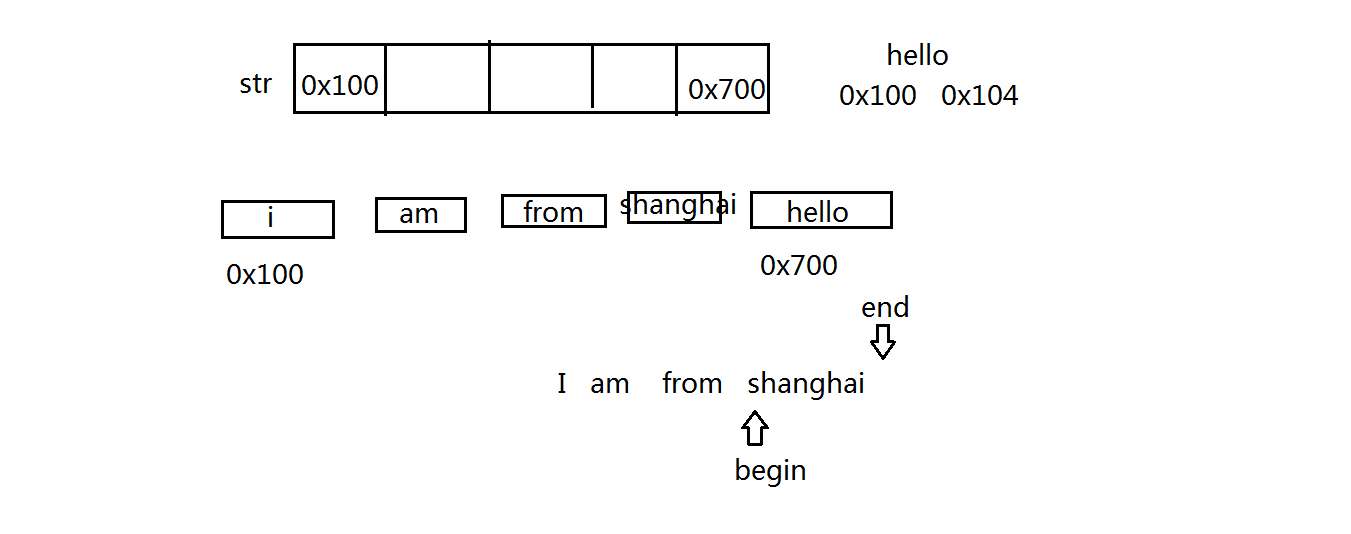 hello
str 0x100 0x700 0x100 0x104
i am from shanghai hello
0x100 0x700
end
I am from shanghai
begin